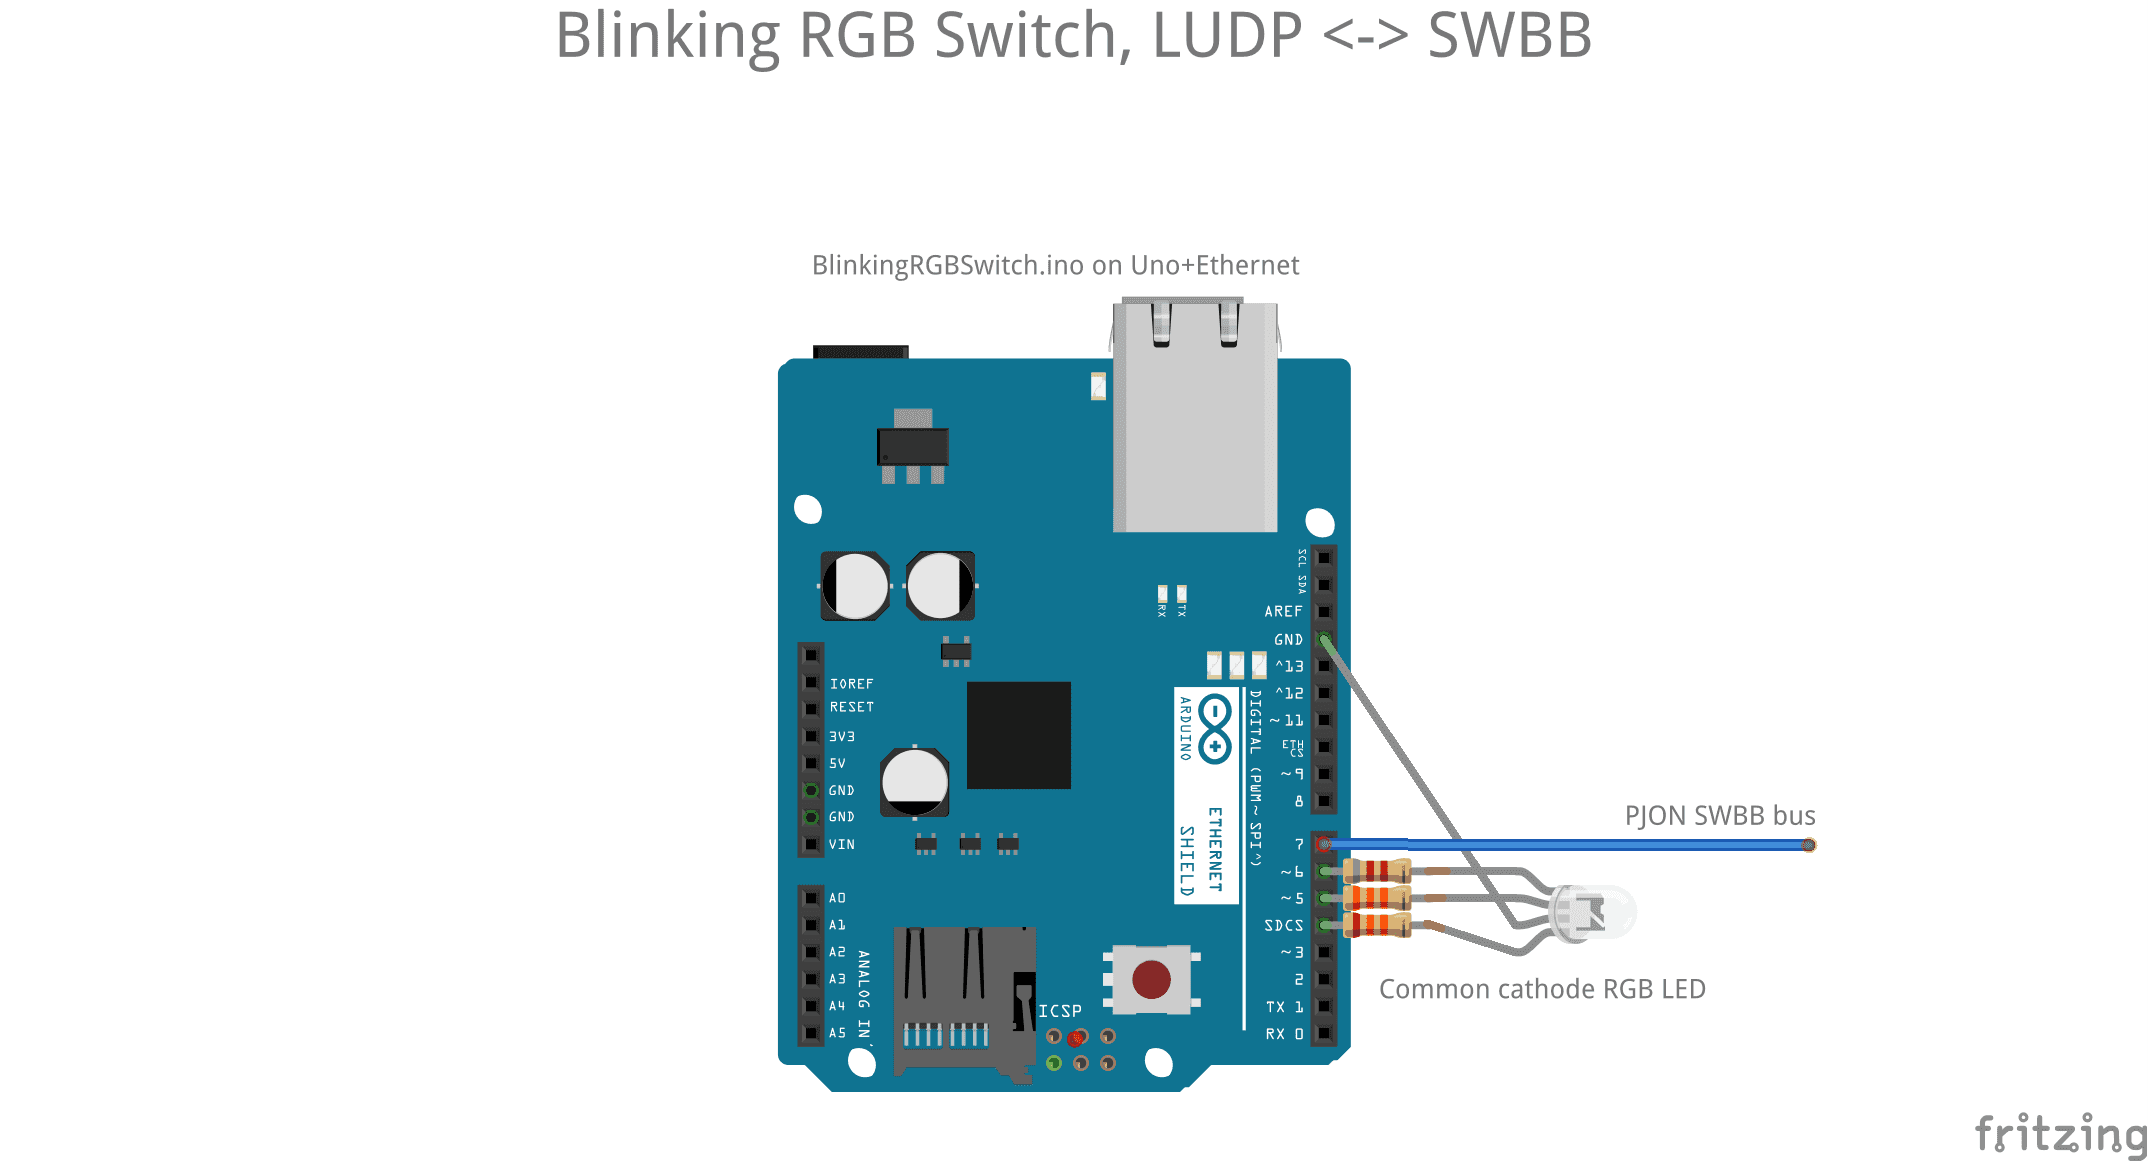 Blinking RGB Switch, LUDP <-> SWBB
BlinkingRGBSwitch.ino on Uno+Ethernet
SCL SDA
AREF
GND
^13
^12
~11
ETH
CS
~9
8
7
~6
~5
SDCS
~3
2
TX 1
RX 0
RX
TX
DIGITAL (PWM~ SPI^)
ARDUINO
ETHERNET
SHIELD
IOREF
RESET
3V3
5V
GND
GND
VIN
A0
A1
A2
A3
A4
A5
ANALOG IN
ICSP
PJON SWBB bus
Common cathode RGB LED
fritzing